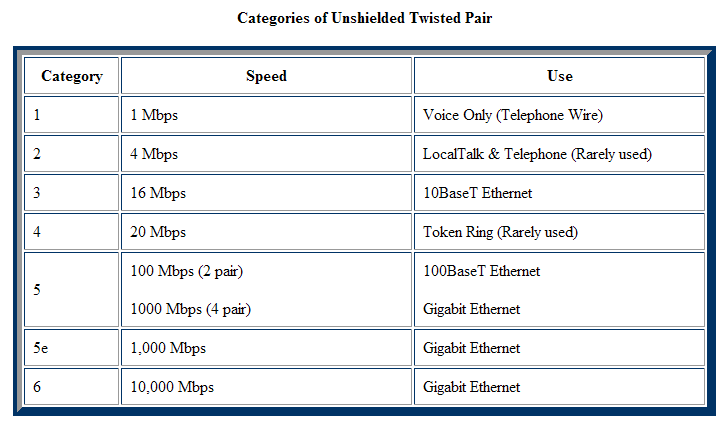 Categories of Unshielded Twisted Pair
Category Speed Use
1 1 Mbps Voice Only (Telephone Wire)
2 4 Mbps LocalTalk & Telephone (Rarely used)
3 16 Mbps 10BaseT Ethernet
4 20 Mbps Token Ring (Rarely used)
5 100 Mbps (2 pair) 100BaseT Ethernet
1000 Mbps (4 pair) Gigabit Ethernet
5e 1,000 Mbps Gigabit Ethernet
6 10,000 Mbps Gigabit Ethernet